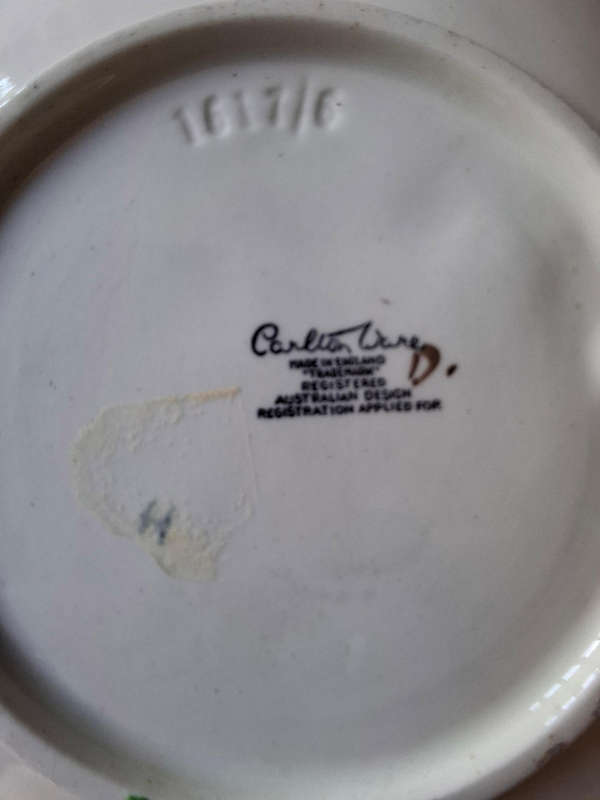 1617/6
Carlton Ware
D.
MADE IN ENGLAND
"TRADEMARK"
REGISTERED
AUSTRALIAN DESIGN
REGISTRATION APPLIED FOR
H